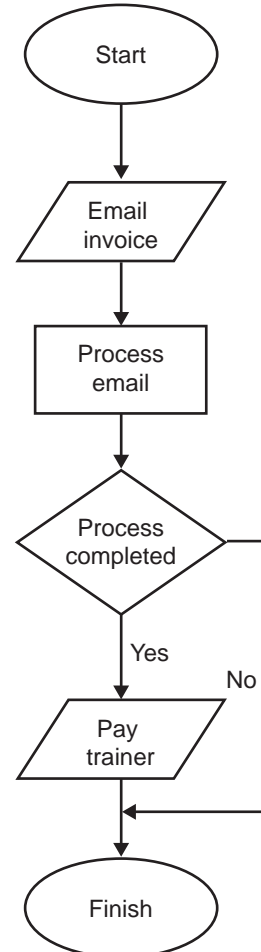 Start
Email
invoice
Process
email
Process
completed
Yes
No
Pay
trainer
Finish